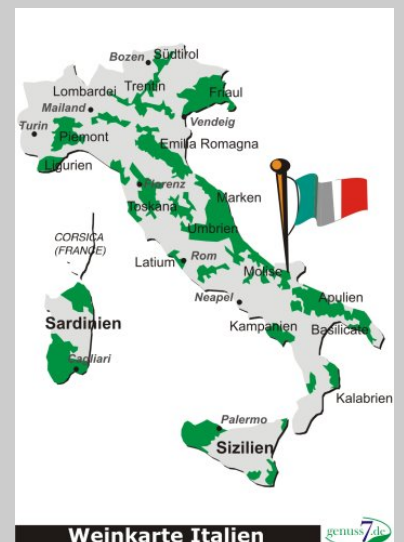 Bozen
Südtirol
Lombardei
Trentin
Friaul
Mailand
Vendeig
Turin
Piemont
Emilia Romagna
Ligurien
Florenz
Toskana
Marken
Umbrien
CORSICA
(FRANCE)
Latium
Rom
Molise
Neapel
Apulien
Sardinien
Kampanien
Basilicate
Cagliari
Kalabrien
Palermo
Sizilien
Weinkarte Italien
genuss7.de